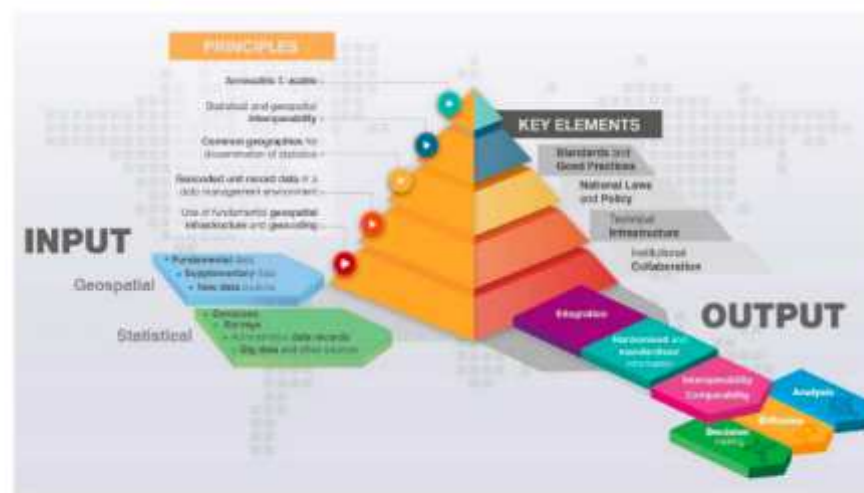 PRINCIPLES
Accessible & usable
Statistical and geospatial
interoperability
Common geographies for
dissemination of statistics
Geocoded unit record data in a
data management environment
Use of fundamental geospatial
infrastructure and geocoding
KEY ELEMENTS
Standards and
Good Practices
National Laws
and Policy
Technical
Infrastructure
Institutional
Collaboration
INPUT
Geospatial
• Fundamental data
• Supplementary data
• New data sources
Statistical
• Censuses
• Surveys
• Administrative data records
• Big data and other sources
OUTPUT
Integration
Harmonised and
standardised
information
Interoperability
Comparability
Analysis
Decision
making